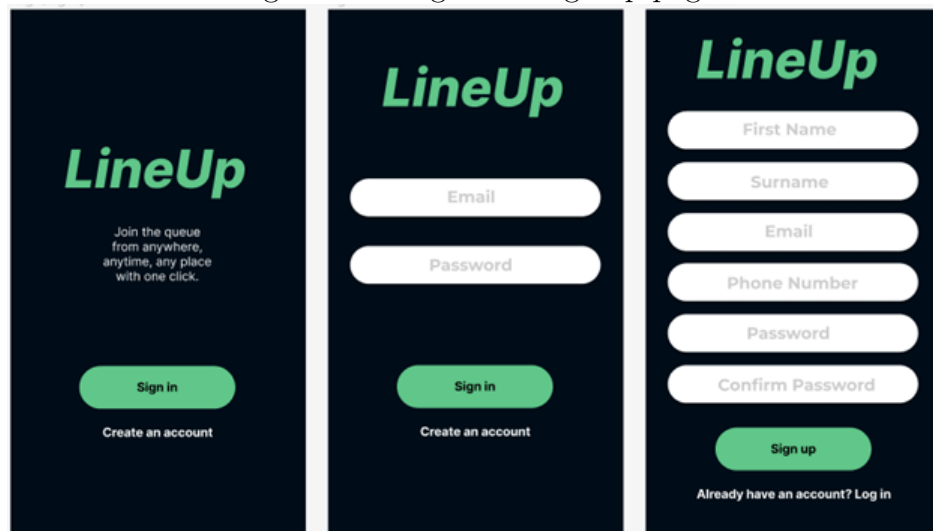 LineUp
Join the queue
from anywhere,
anytime, any place
with one click.
Sign in
Create an account
LineUp
Email
Password
Sign in
Create an account
LineUp
First Name
Surname
Email
Phone Number
Password
Confirm Password
Sign up
Already have an account? Log in